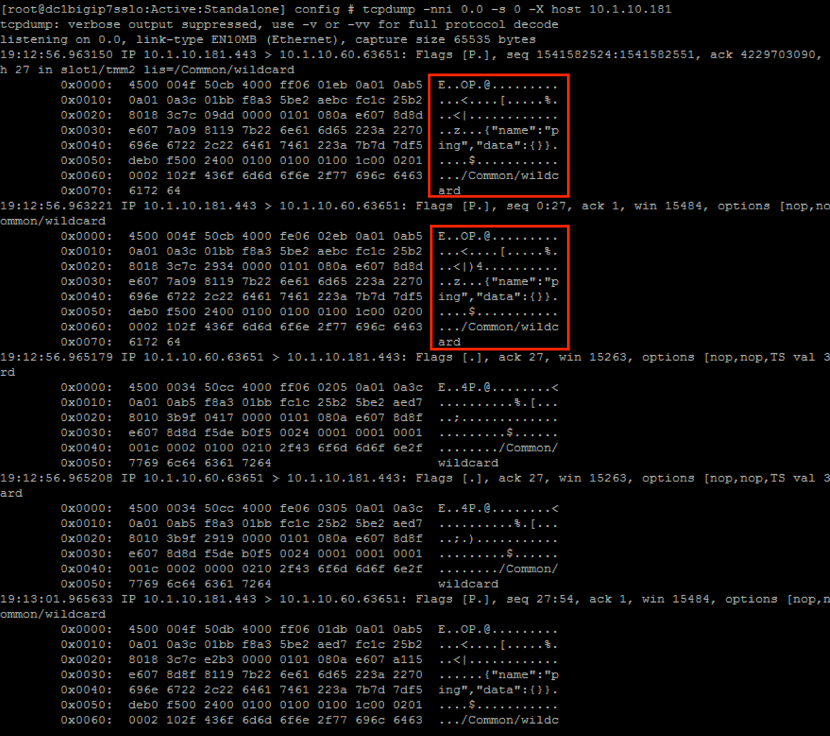 [root@dc1bigip7sslo:Active:Standalone] config # tcpdump -nni 0.0 -s 0 -X host 10.1.10.181
tcpdump: verbose output suppressed, use -v or -vv for full protocol decode
listening on 0.0, link-type EN10MB (Ethernet), capture size 65535 bytes
19:12:56.963150 IP 10.1.10.181.443 > 10.1.10.60.63651: Flags [P.], seq 1541582524:1541582551, ack 4229703090,
h 27 in slot1/tmm2 lis=/Common/wildcard
0x0000: 4500 004f 50cb 4000 ff06 01eb 0a01 0ab5 E..OP.@.........
0x0010: 0a01 0a3c 01bb f8a3 5be2 aebc fc1c 25b2 ...<....[.....%.
0x0020: 8018 3c7c 09dd 0000 0101 080a e607 8d8d ..<|............
0x0030: e607 7a09 8119 7b22 6e61 6d65 223a 2270 ..z...{"name":"p
0x0040: 696e 6722 2c22 6461 7461 223a 7b7d 7df5 ing","data":{}}.
0x0050: deb0 f500 2400 0100 0100 0100 1c00 0201 ....$...........
0x0060: 0002 102f 436f 6d6d 6f6e 2f77 696c 6463 .../Common/wildc
0x0070: 6172 64 ard
19:12:56.963221 IP 10.1.10.181.443 > 10.1.10.60.63651: Flags [P.], seq 0:27, ack 1, win 15484, options [nop,no
ommon/wildcard
0x0000: 4500 004f 50cb 4000 fe06 02eb 0a01 0ab5 E..OP.@.........
0x0010: 0a01 0a3c 01bb f8a3 5be2 aebc fc1c 25b2 ...<....[.....%.
0x0020: 8018 3c7c 2934 0000 0101 080a e607 8d8d ..<|)4..........
0x0030: e607 7a09 8119 7b22 6e61 6d65 223a 2270 ..z...{"name":"p
0x0040: 696e 6722 2c22 6461 7461 223a 7b7d 7df5 ing","data":{}}.
0x0050: deb0 f500 2400 0100 0100 0100 1c00 0200 ....$...........
0x0060: 0002 102f 436f 6d6d 6f6e 2f77 696c 6463 .../Common/wildc
0x0070: 6172 64 ard
19:12:56.965179 IP 10.1.10.60.63651 > 10.1.10.181.443: Flags [.], ack 27, win 15263, options [nop,nop,TS val 3
rd
0x0000: 4500 0034 50cc 4000 ff06 0205 0a01 0a3c E..4P.@........<
0x0010: 0a01 0ab5 f8a3 01bb fc1c 25b2 5be2 aed7 ..........%.[...
0x0020: 8010 3b9f 0417 0000 0101 080a e607 8d8f ..;.............
0x0030: e607 8d8d f5de b0f5 0024 0001 0001 0001 .........$......
0x0040: 001c 0002 0100 0210 2f43 6f6d 6d6f 6e2f ......../Common/
0x0050: 7769 6c64 6361 7264 wildcard
19:12:56.965208 IP 10.1.10.60.63651 > 10.1.10.181.443: Flags [.], ack 27, win 15263, options [nop,nop,TS val 3
ard
0x0000: 4500 0034 50cc 4000 fe06 0305 0a01 0a3c E..4P.@........<
0x0010: 0a01 0ab5 f8a3 01bb fc1c 25b2 5be2 aed7 ..........%.[...
0x0020: 8010 3b9f 2919 0000 0101 080a e607 8d8f ..;.)...........
0x0030: e607 8d8d f5de b0f5 0024 0001 0001 0001 .........$......
0x0040: 001c 0002 0000 0210 2f43 6f6d 6d6f 6e2f ......../Common/
0x0050: 7769 6c64 6361 7264 wildcard
19:13:01.965633 IP 10.1.10.181.443 > 10.1.10.60.63651: Flags [P.], seq 27:54, ack 1, win 15484, options [nop,n
ommon/wildcard
0x0000: 4500 004f 50db 4000 ff06 01db 0a01 0ab5 E..OP.@.........
0x0010: 0a01 0a3c 01bb f8a3 5be2 aed7 fc1c 25b2 ...<....[.....%.
0x0020: 8018 3c7c e2b3 0000 0101 080a e607 a115 ..<|............
0x0030: e607 8d8f 8119 7b22 6e61 6d65 223a 2270 ......{"name":"p
0x0040: 696e 6722 2c22 6461 7461 223a 7b7d 7df5 ing","data":{}}.
0x0050: deb0 f500 2400 0100 0100 0100 1c00 0201 ....$...........
0x0060: 0002 102f 436f 6d6d 6f6e 2f77 696c 6463 .../Common/wildc